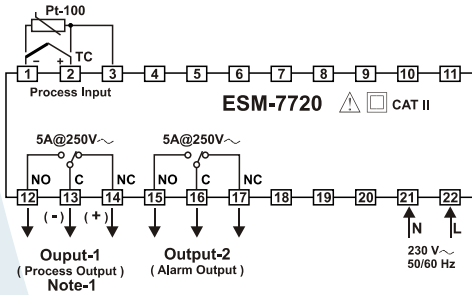 Pt-100
− + TC
1 2 3 4 5 6 7 8 9 10 11
Process Input
ESM-7720 CAT II
5A@250V～ 5A@250V～
NO C NC NO C NC
12 13 14 15 16 17 18 19 20 21 22
( - ) ( + ) N L
Ouput-1 Output-2 230 V～
( Process Output ) ( Alarm Output ) 50/60 Hz
Note-1